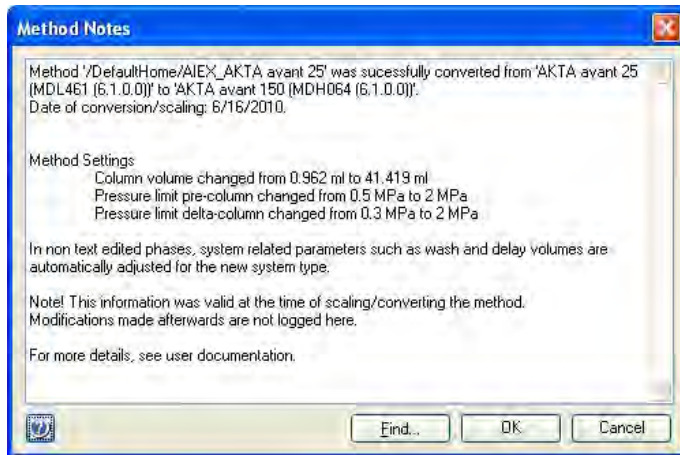 Method Notes
Method '/DefaultHome/AIEX_AKTA avant 25' was sucessfully converted from 'AKTA avant 25
(MDL461 (6.1.0.0))' to 'AKTA avant 150 (MDH064 (6.1.0.0))'.
Date of conversion/scaling: 6/16/2010.
Method Settings
Column volume changed from 0.962 ml to 41.419 ml
Pressure limit pre-column changed from 0.5 MPa to 2 MPa
Pressure limit delta-column changed from 0.3 MPa to 2 MPa
In non text edited phases, system related parameters such as wash and delay volumes are
automatically adjusted for the new system type.
Note! This information was valid at the time of scaling/converting the method.
Modifications made afterwards are not logged here.
For more details, see user documentation.
Find... OK Cancel